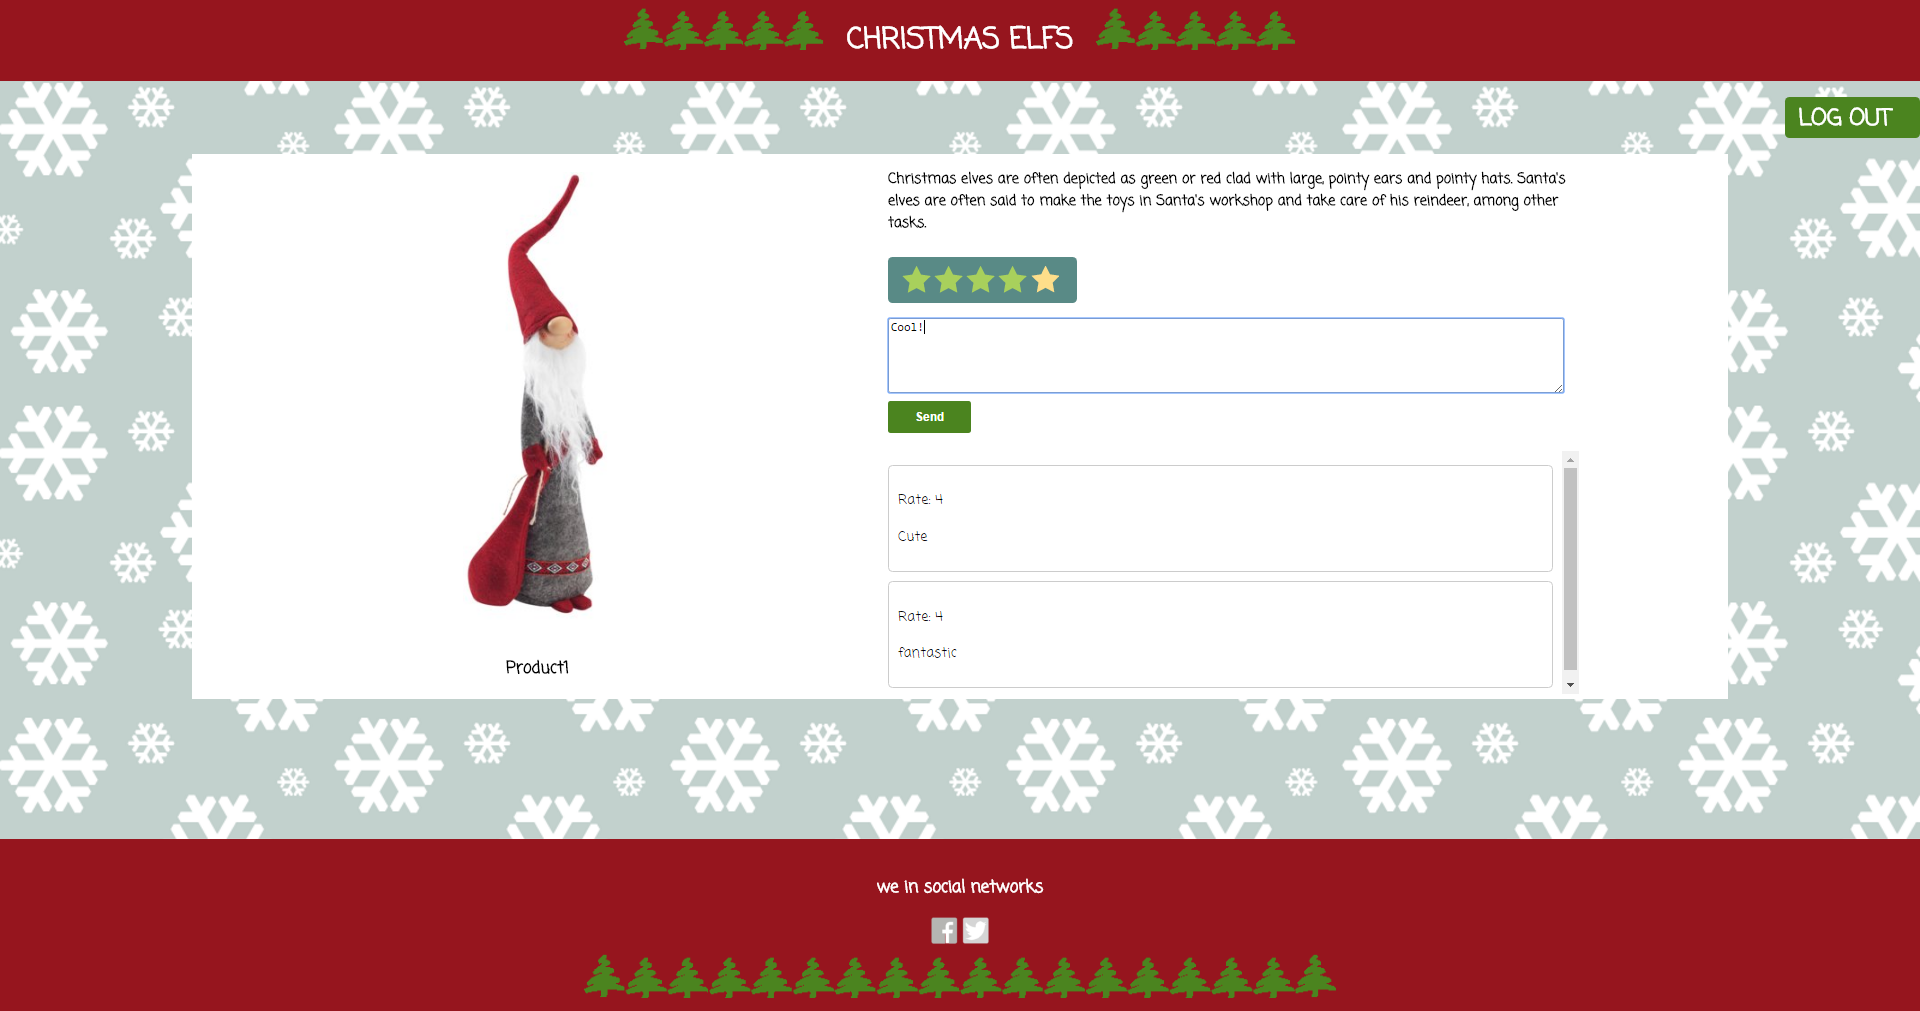 CHRISTMAS ELFS
LOG OUT
Christmas elves are often depicted as green or red clad with large, pointy ears and pointy hats. Santa's
elves are often said to make the toys in Santa's workshop and take care of his reindeer, among other
tasks.
Cool!
Send
Rate: 4
Cute
Rate: 4
fantastic
Product1
we in social networks